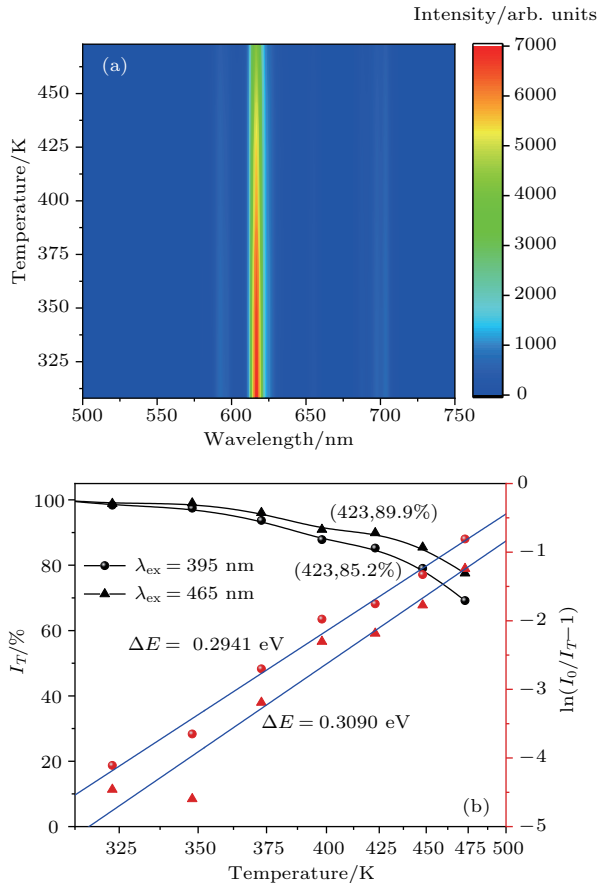 Intensity/arb. units
(a)
7000
6000
5000
4000
3000
2000
1000
0
Temperature/K
450
425
400
375
350
325
500 550 600 650 700 750
Wavelength/nm
I_T/%
100
80
60
40
20
0
(423,89.9%)
(423,85.2%)
λex = 395 nm
λex = 465 nm
ΔE = 0.2941 eV
ΔE = 0.3090 eV
(b)
0
−1
−2
−3
−4
−5
ln(I0/IT−1)
325 350 375 400 425 450 475 500
Temperature/K